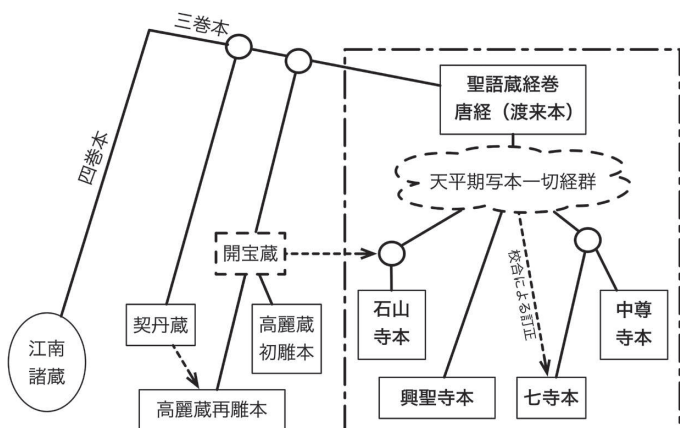 三巻本
四巻本
聖語蔵経巻
唐経（渡来本）
天平期写本一切経群
開宝蔵
校合による訂正
石山
寺本
中尊
寺本
契丹蔵
高麗蔵
初雕本
江南
諸蔵
高麗蔵再雕本
興聖寺本
七寺本